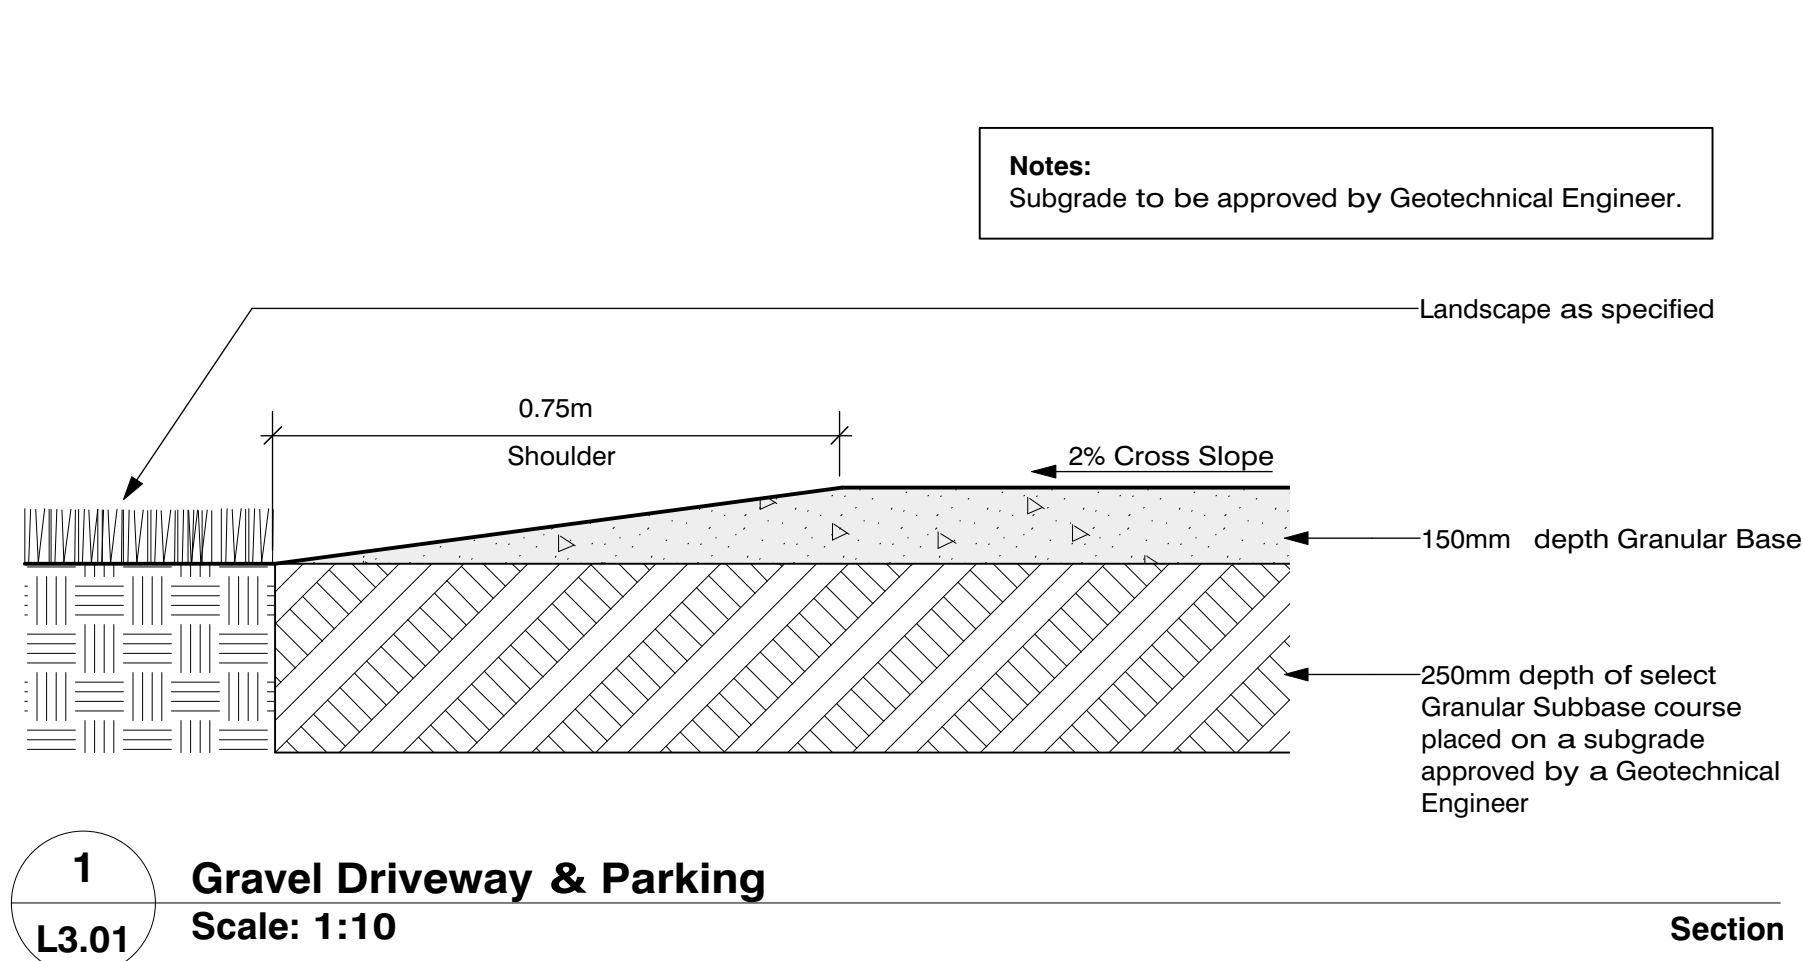 Notes:
Subgrade to be approved by Geotechnical Engineer.
Landscape as specified
0.75m
Shoulder
2% Cross Slope
150mm depth Granular Base
250mm depth of select
Granular Subbase course
placed on a subgrade
approved by a Geotechnical
Engineer
1
L3.01
Gravel Driveway & Parking
Scale: 1:10
Section